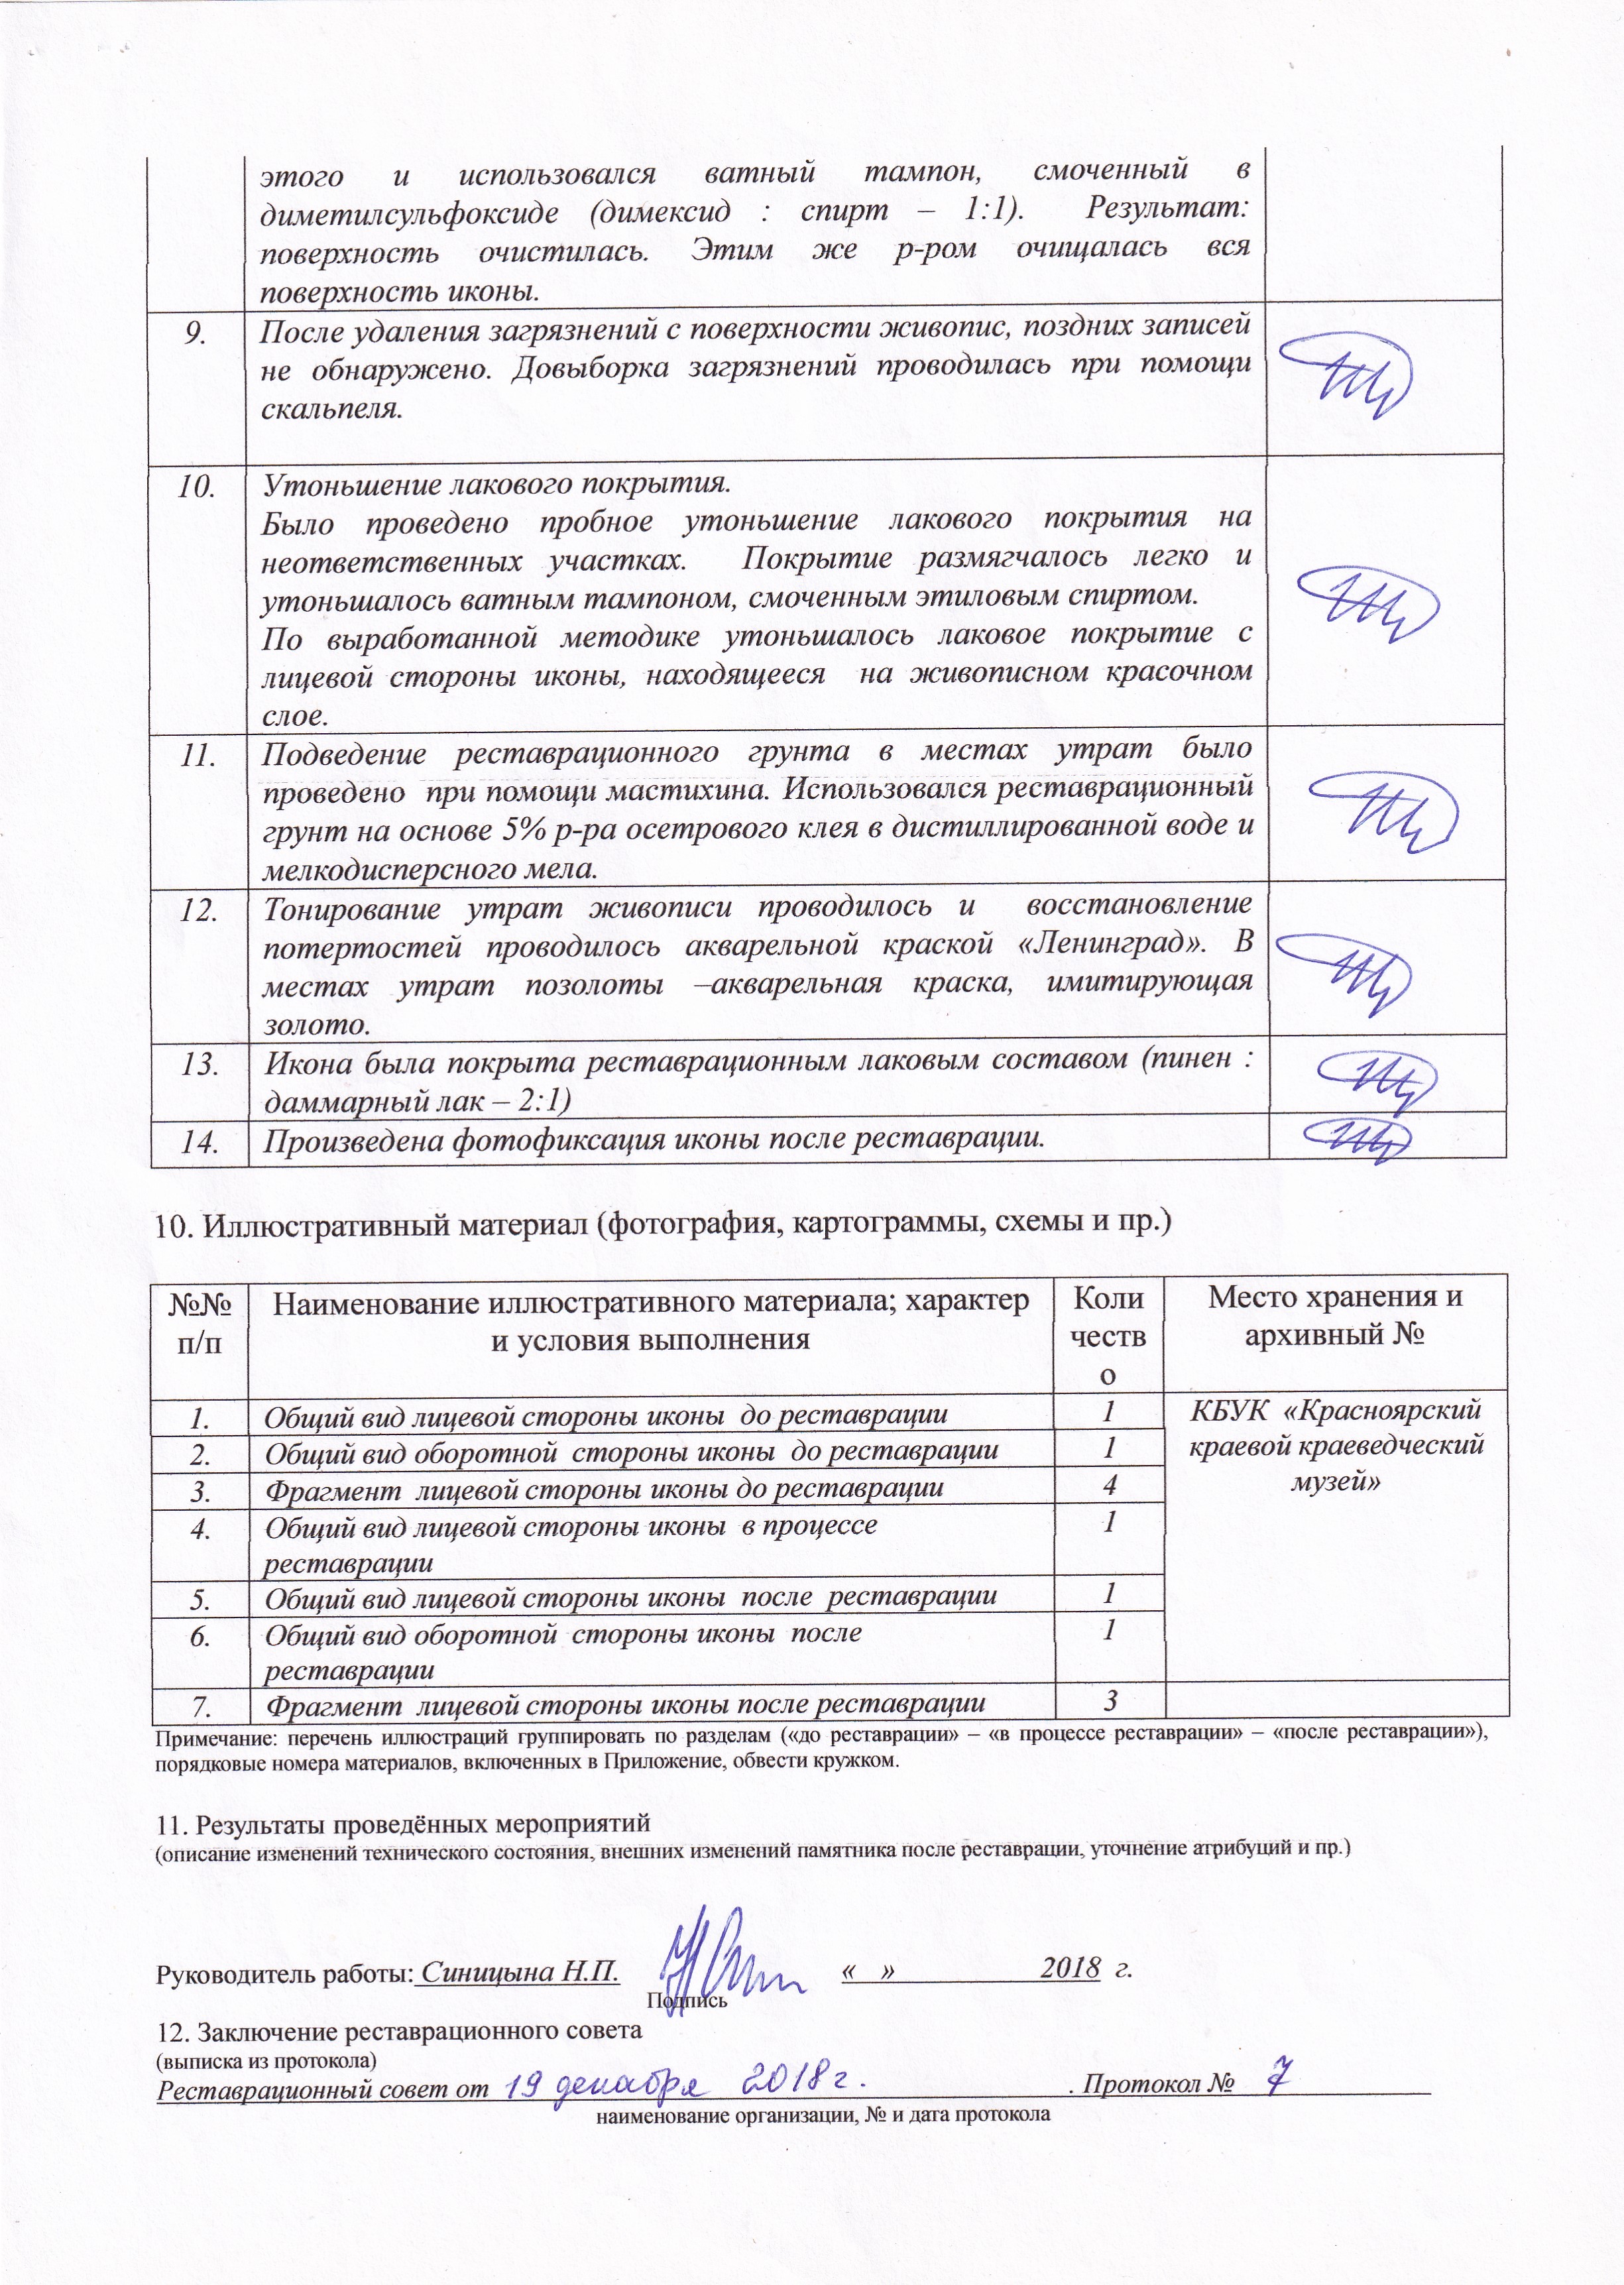 этого и использовался ватный тампон, смоченный в
диметилсульфоксиде (димексид : спирт – 1:1). Результат:
поверхность очистилась. Этим же р-ром очищалась вся
поверхность иконы.
9. После удаления загрязнений с поверхности живопис, поздних записей
не обнаружено. Довыборка загрязнений проводилась при помощи
скальпеля.
10. Утоньшение лакового покрытия.
Было проведено пробное утоньшение лакового покрытия на
неответственных участках. Покрытие размягчалось легко и
утоньшалось ватным тампоном, смоченным этиловым спиртом.
По выработанной методике утоньшалось лаковое покрытие с
лицевой стороны иконы, находящееся на живописном красочном
слое.
11. Подведение реставрационного грунта в местах утрат было
проведено при помощи мастихина. Использовался реставрационный
грунт на основе 5% р-ра осетрового клея в дистиллированной воде и
мелкодисперсного мела.
12. Тонирование утрат живописи проводилось и восстановление
потертостей проводилось акварельной краской «Ленинград». В
местах утрат позолоты –акварельная краска, имитирующая
золото.
13. Икона была покрыта реставрационным лаковым составом (пинен :
даммарный лак – 2:1)
14. Произведена фотофиксация иконы после реставрации.
10. Иллюстративный материал (фотография, картограммы, схемы и пр.)
№№ Наименование иллюстративного материала; характер Коли Место хранения и
п/п и условия выполнения честв архивный №
о
1. Общий вид лицевой стороны иконы до реставрации 1 КБУК «Красноярский
2. Общий вид оборотной стороны иконы до реставрации 1 краевой краеведческий
3. Фрагмент лицевой стороны иконы до реставрации 4 музей»
4. Общий вид лицевой стороны иконы в процессе 1
реставрации
5. Общий вид лицевой стороны иконы после реставрации 1
6. Общий вид оборотной стороны иконы после 1
реставрации
7. Фрагмент лицевой стороны иконы после реставрации 3
Примечание: перечень иллюстраций группировать по разделам («до реставрации» – «в процессе реставрации» – «после реставрации»),
порядковые номера материалов, включенных в Приложение, обвести кружком.
11. Результаты проведённых мероприятий
(описание изменений технического состояния, внешних изменений памятника после реставрации, уточнение атрибуций и пр.)
Руководитель работы: Синицына Н.П. « » 2018 г.
Подпись
12. Заключение реставрационного совета
(выписка из протокола)
Реставрационный совет от 19 декабря 2018г. . Протокол № 7
наименование организации, № и дата протокола